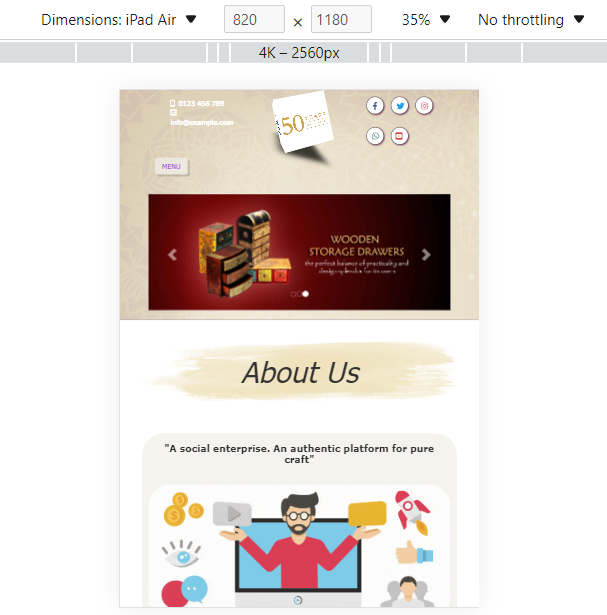 Dimensions: iPad Air ▼ 820 × 1180 35% ▼ No throttling ▼
4K – 2560px
0123 456 789
info@example.com
50
MENU
WOODEN
STORAGE DRAWERS
the perfect balance of practicality and
About Us
"A social enterprise. An authentic platform for pure
craft"